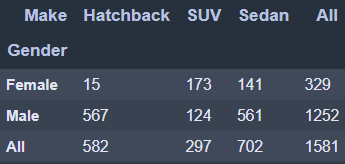 Make Hatchback SUV Sedan All
Gender
Female 15 173 141 329
Male 567 124 561 1252
All 582 297 702 1581